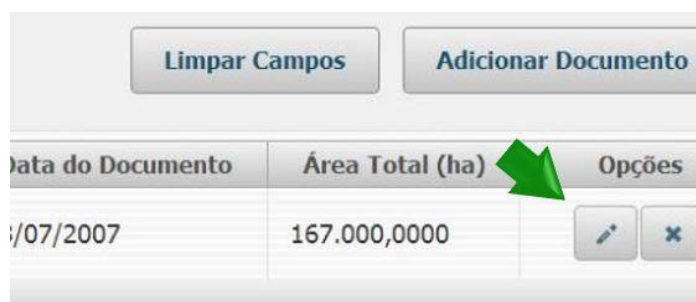 Limpar Campos Adicionar Documento
Data do Documento Área Total (ha) Opções
/07/2007 167.000,0000